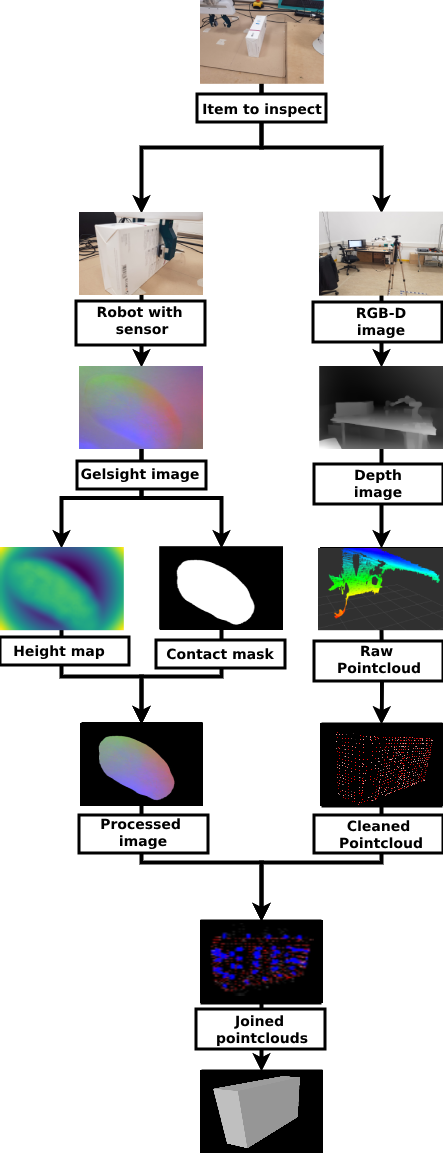 Item to inspect
Robot with
sensor
RGB-D
image
Gelsight image
Depth
image
Height map
Contact mask
Raw
Pointcloud
Processed
image
Cleaned
Pointcloud
Joined
pointclouds